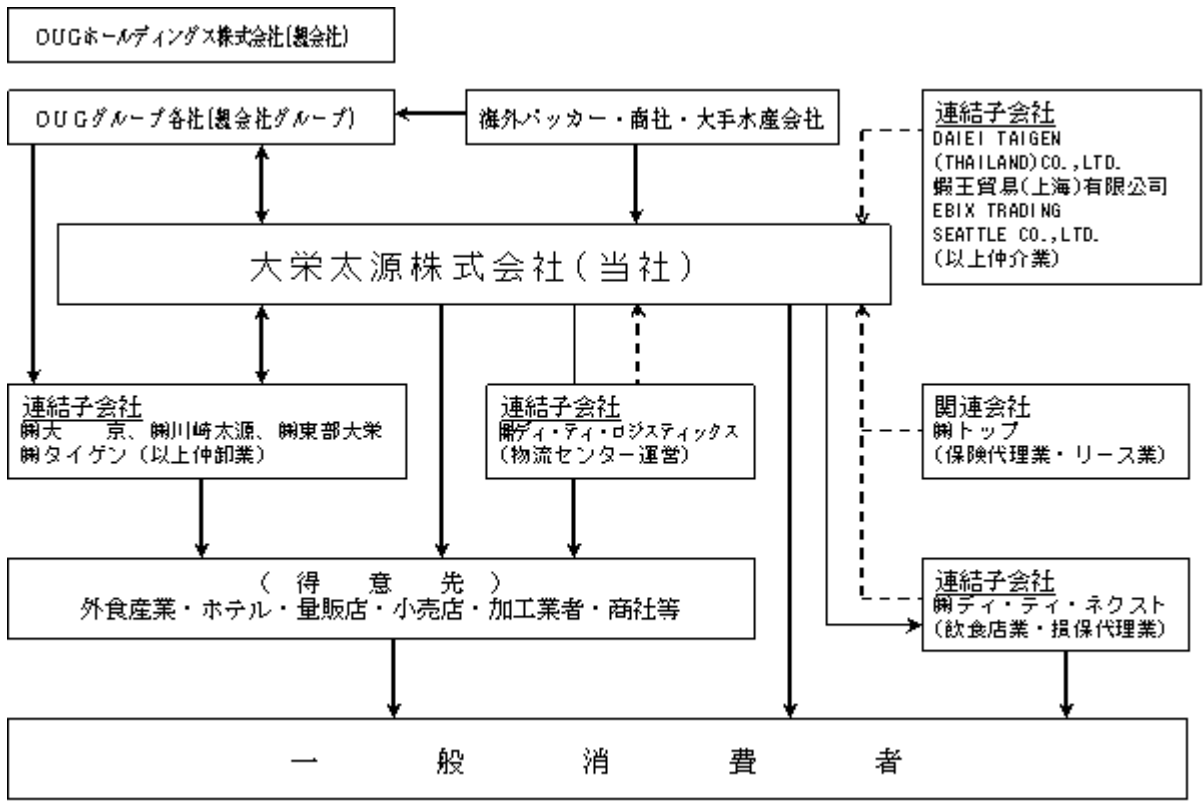 OUGホールディングス株式会社(親会社)
OUGグループ各社(親会社グループ)
海外パッカー・商社・大手水産会社
連結子会社
DAIEI TAIGEN
(THAILAND)CO.,LTD.
蝦王貿易(上海)有限公司
EBIX TRADING
SEATTLE CO.,LTD.
(以上仲介業)
大栄太源株式会社(当社)
連結子会社
㈱大　京、㈱川崎太源、㈱東部大栄
㈱タイゲン(以上仲卸業)
連結子会社
㈱ディ・ティ・ロジスティックス
(物流センター運営)
関連会社
㈱トップ
(保険代理業・リース業)
(得意先)
外食産業・ホテル・量販店・小売店・加工業者・商社等
連結子会社
㈱ディ・ティ・ネクスト
(飲食店業・損保代理業)
一般消費者